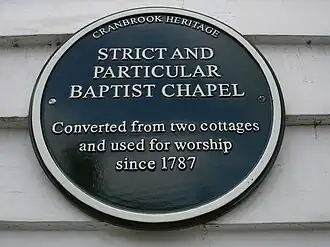 CRANBROOK HERITAGE
STRICT AND
PARTICULAR
BAPTIST CHAPEL
Converted from two cottages
and used for worship
since 1787